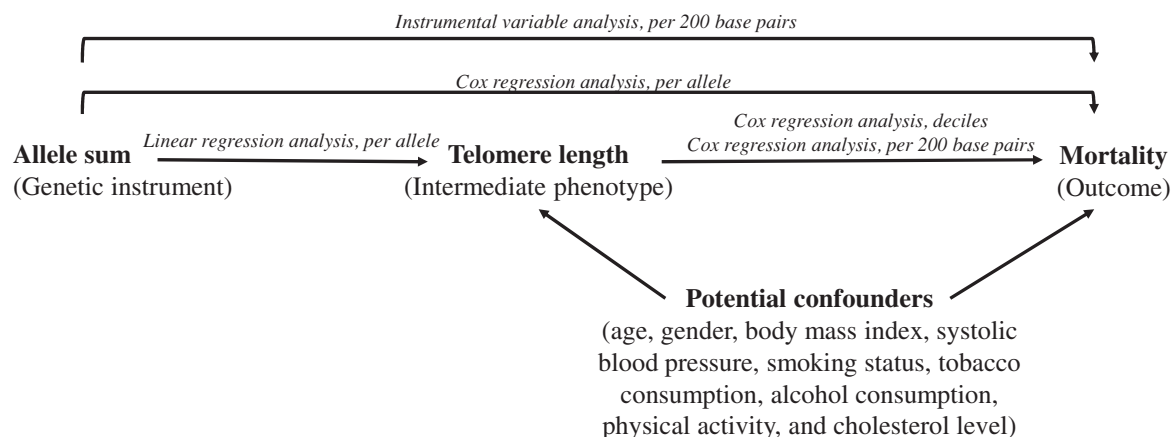 Instrumental variable analysis, per 200 base pairs
Cox regression analysis, per allele
Linear regression analysis, per allele
Cox regression analysis, deciles
Cox regression analysis, per 200 base pairs
Allele sum
(Genetic instrument)
Telomere length
(Intermediate phenotype)
Mortality
(Outcome)
Potential confounders
(age, gender, body mass index, systolic
blood pressure, smoking status, tobacco
consumption, alcohol consumption,
physical activity, and cholesterol level)